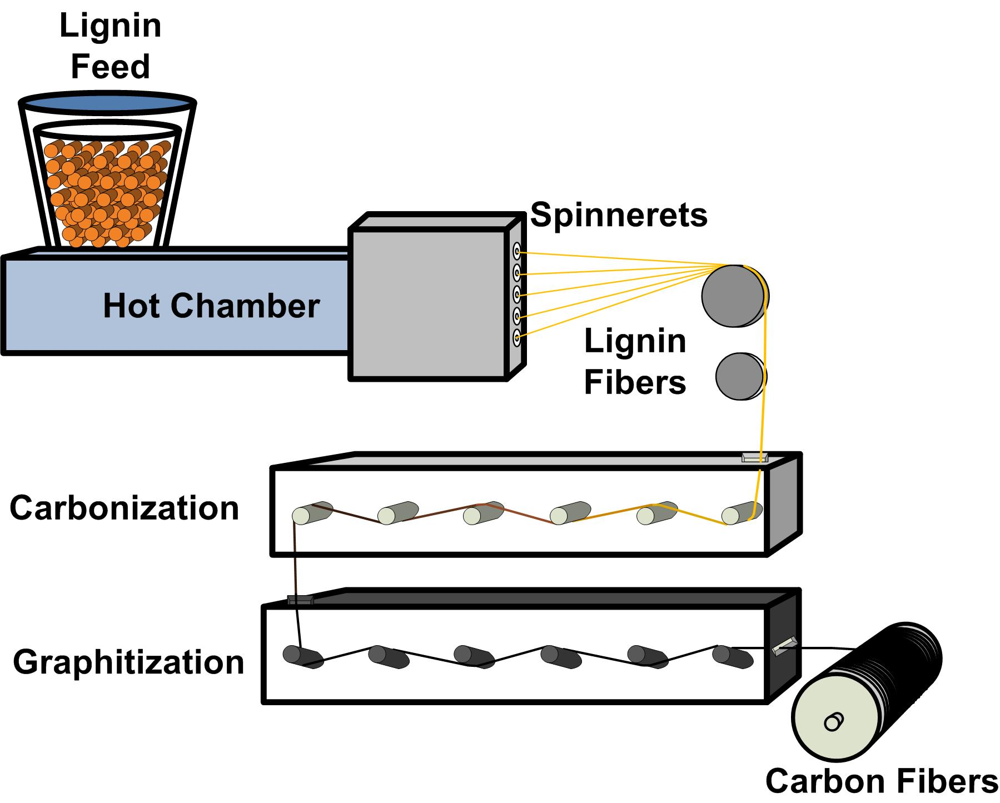 Lignin
Feed
Spinnerets
Hot Chamber
Lignin
Fibers
Carbonization
Graphitization
Carbon Fibers